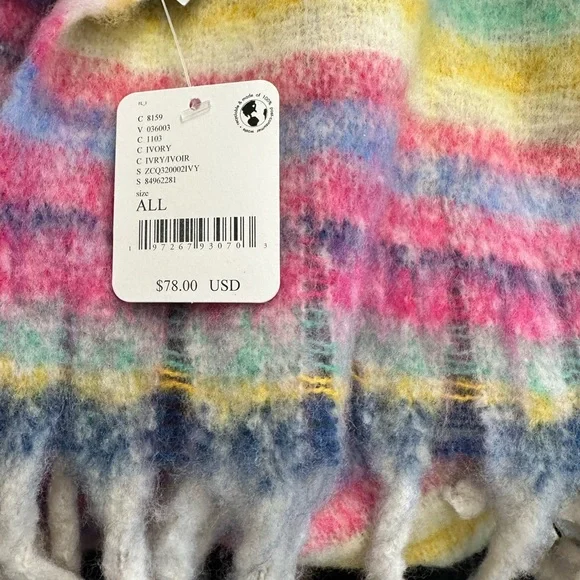 C 8159
V 036003
C 1103
C IVORY
C IVRY/IVOIR
S ZCQ320002IVY
S 84962281
size
ALL
1 97267 93070 3
$78.00 USD